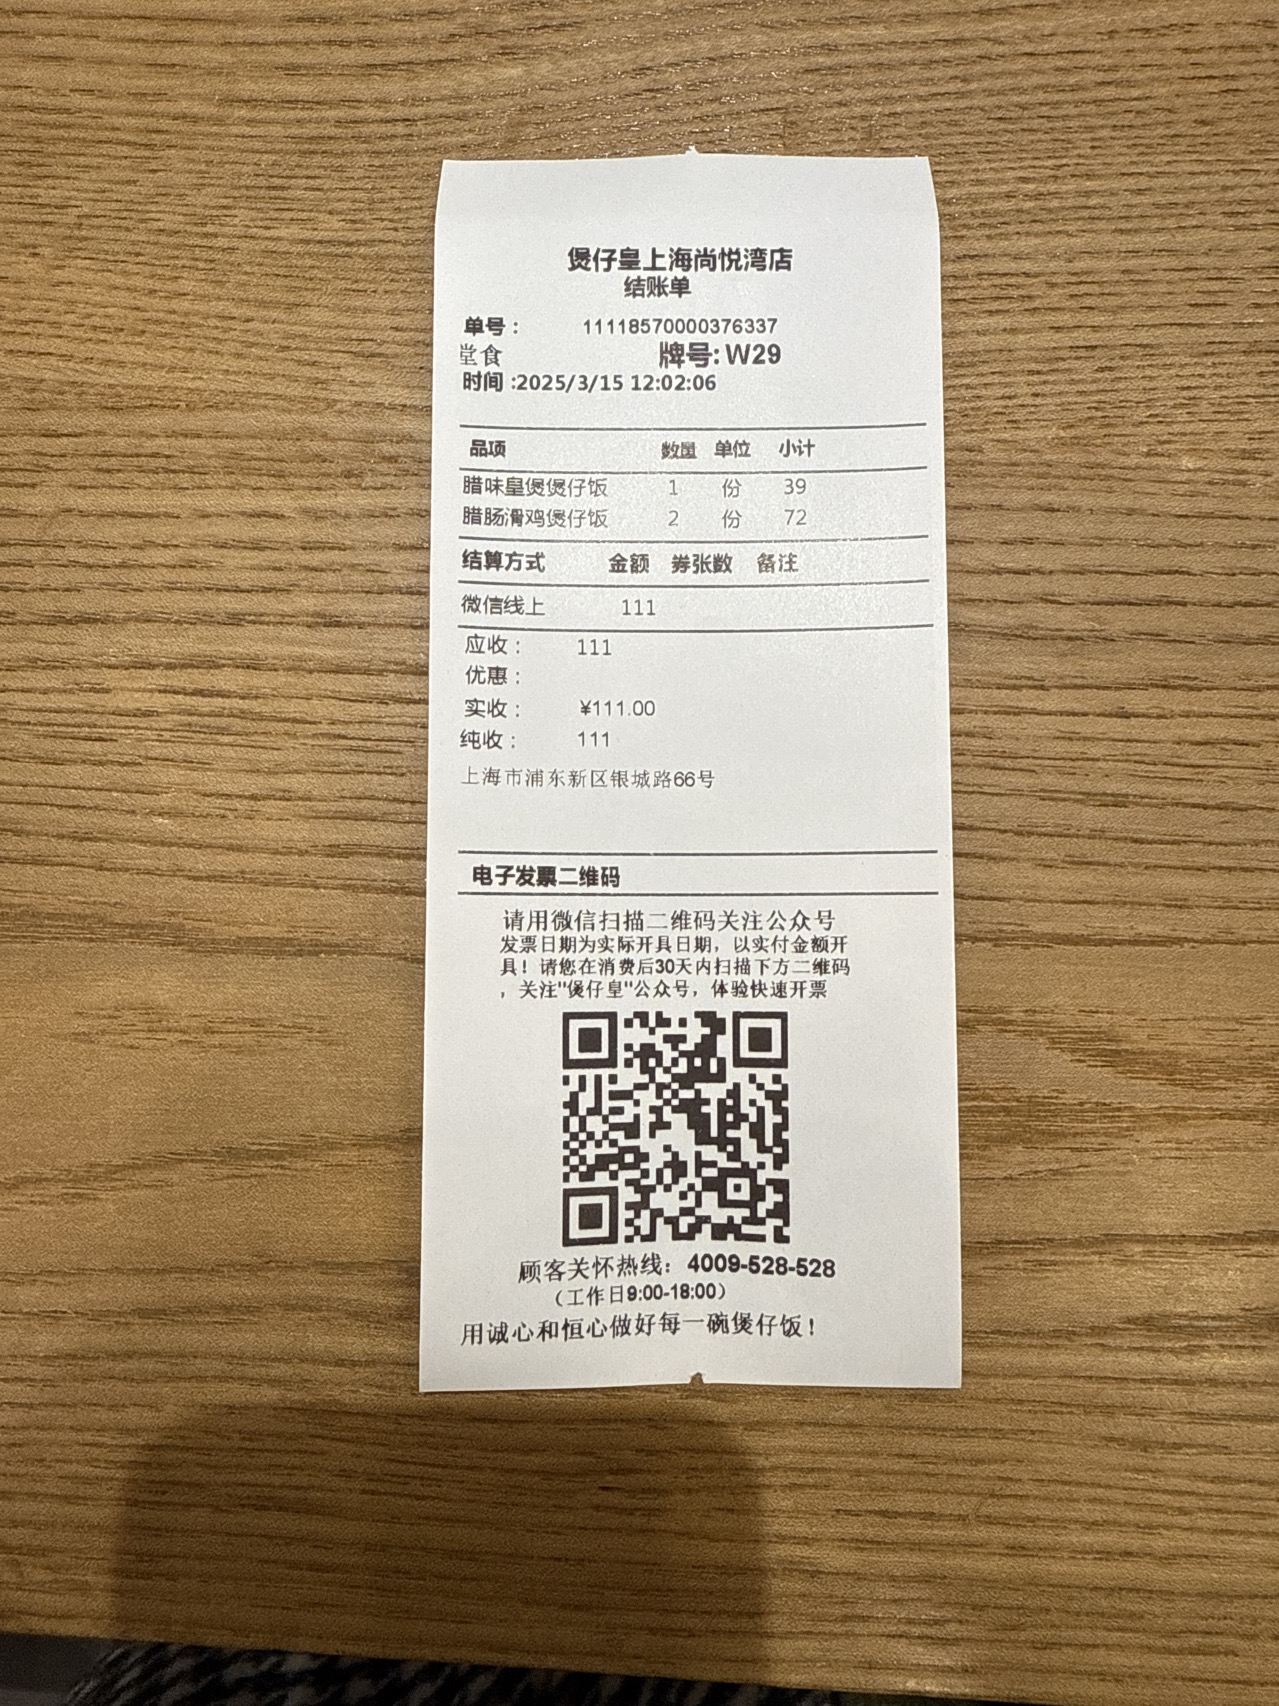 煲仔皇上海尚悦湾店
结账单
单号： 11118570000376337
堂食 牌号: W29
时间 :2025/3/15 12:02:06
品项 数量 单位 小计
腊味皇煲煲仔饭 1 份 39
腊肠滑鸡煲仔饭 2 份 72
结算方式 金额 券张数 备注
微信线上 111
应收： 111
优惠：
实收： ¥111.00
纯收： 111
上海市浦东新区银城路66号
电子发票二维码
请用微信扫描二维码关注公众号
发票日期为实际开具日期，以实付金额开
具！请您在消费后30天内扫描下方二维码
，关注"煲仔皇"公众号，体验快速开票
顾客关怀热线：4009-528-528
（工作日9:00-18:00）
用诚心和恒心做好每一碗煲仔饭！